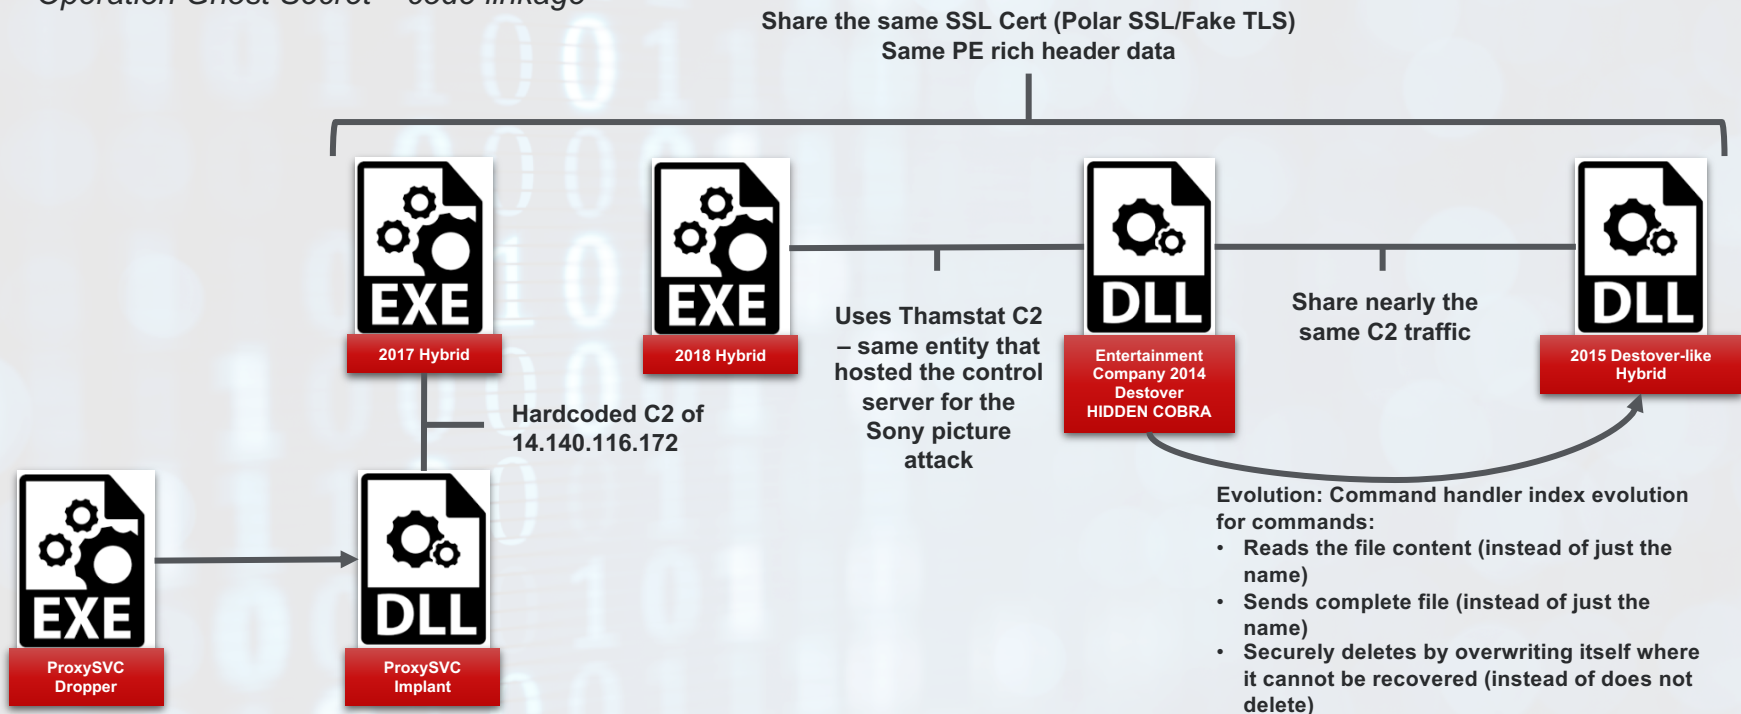 Operation Ghost Secret – code linkage
Share the same SSL Cert (Polar SSL/Fake TLS)
Same PE rich header data
EXE
2017 Hybrid
EXE
2018 Hybrid
Uses Thamstat C2
– same entity that
hosted the control
server for the
Sony picture
attack
DLL
Entertainment
Company 2014
Destover
HIDDEN COBRA
Share nearly the
same C2 traffic
DLL
2015 Destover-like
Hybrid
Hardcoded C2 of
14.140.116.172
EXE
ProxySVC
Dropper
DLL
ProxySVC
Implant
Evolution: Command handler index evolution
for commands:
• Reads the file content (instead of just the
name)
• Sends complete file (instead of just the
name)
• Securely deletes by overwriting itself where
it cannot be recovered (instead of does not
delete)